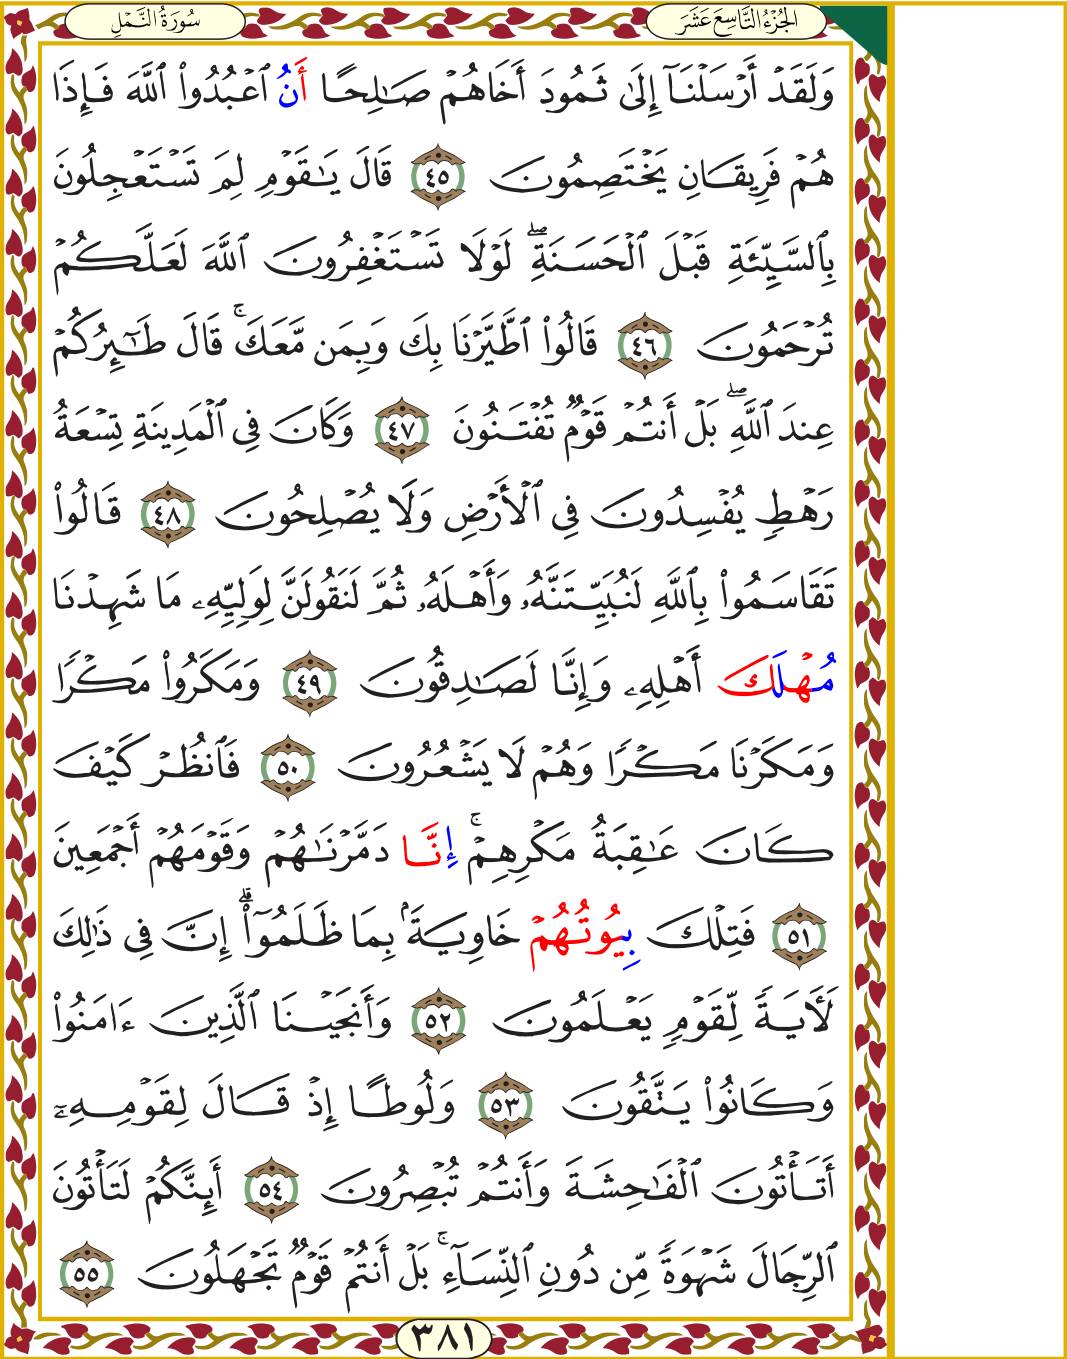 الجُزْءُ التَّاسِعَ عَشَرَ
سُورَةُ النَّمْلِ
وَلَقَدْ أَرْسَلْنَآ إِلَىٰ ثَمُودَ أَخَاهُمْ صَـٰلِحًا أَنُ ٱعْبُدُوا۟ ٱللَّهَ فَإِذَا
هُمْ فَرِيقَانِ يَخْتَصِمُونَ ٤٥ قَالَ يَـٰقَوْمِ لِمَ تَسْتَعْجِلُونَ
بِٱلسَّيِّئَةِ قَبْلَ ٱلْحَسَنَةِ ۖ لَوْلَا تَسْتَغْفِرُونَ ٱللَّهَ لَعَلَّكُمْ
تُرْحَمُونَ ٤٦ قَالُوا۟ ٱطَّيَّرْنَا بِكَ وَبِمَن مَّعَكَ ۚ قَالَ طَـٰٓئِرُكُمْ
عِندَ ٱللَّهِ ۖ بَلْ أَنتُمْ قَوْمٌ تُفْتَنُونَ ٤٧ وَكَانَ فِى ٱلْمَدِينَةِ تِسْعَةُ
رَهْطٍ يُفْسِدُونَ فِى ٱلْأَرْضِ وَلَا يُصْلِحُونَ ٤٨ قَالُوا۟
تَقَاسَمُوا۟ بِٱللَّهِ لَنُبَيِّتَنَّهُۥ وَأَهْلَهُۥ ثُمَّ لَنَقُولَنَّ لِوَلِيِّهِۦ مَا شَهِدْنَا
مُهْلَكَ أَهْلِهِۦ وَإِنَّا لَصَـٰدِقُونَ ٤٩ وَمَكَرُوا۟ مَكْرًا
وَمَكَرْنَا مَكْرًا وَهُمْ لَا يَشْعُرُونَ ٥٠ فَٱنظُرْ كَيْفَ
كَانَ عَـٰقِبَةُ مَكْرِهِمْ ۚ إِنَّا دَمَّرْنَـٰهُمْ وَقَوْمَهُمْ أَجْمَعِينَ
٥١ فَتِلْكَ بِيُوتُهُمْ خَاوِيَةًۢ بِمَا ظَلَمُوٓا۟ ۗ إِنَّ فِى ذَٰلِكَ
لَـَٔايَةً لِّقَوْمٍ يَعْلَمُونَ ٥٢ وَأَنجَيْنَا ٱلَّذِينَ ءَامَنُوا۟
وَكَانُوا۟ يَتَّقُونَ ٥٣ وَلُوطًا إِذْ قَالَ لِقَوْمِهِۦٓ
أَتَأْتُونَ ٱلْفَـٰحِشَةَ وَأَنتُمْ تُبْصِرُونَ ٥٤ أَئِنَّكُمْ لَتَأْتُونَ
ٱلرِّجَالَ شَهْوَةً مِّن دُونِ ٱلنِّسَآءِ ۚ بَلْ أَنتُمْ قَوْمٌ تَجْهَلُونَ ٥٥
٣٨١